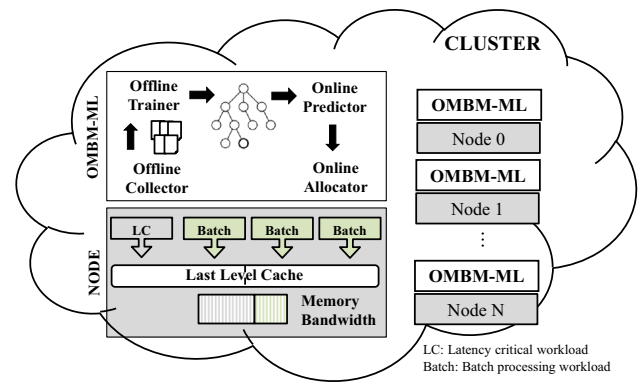 CLUSTER
OMBM-ML
Offline
Trainer
Online
Predictor
Offline
Collector
Online
Allocator
NODE
LC
Batch
Batch
Batch
Last Level Cache
Memory
Bandwidth
OMBM-ML
Node 0
OMBM-ML
Node 1
⋮
OMBM-ML
Node N
LC: Latency critical workload
Batch: Batch processing workload